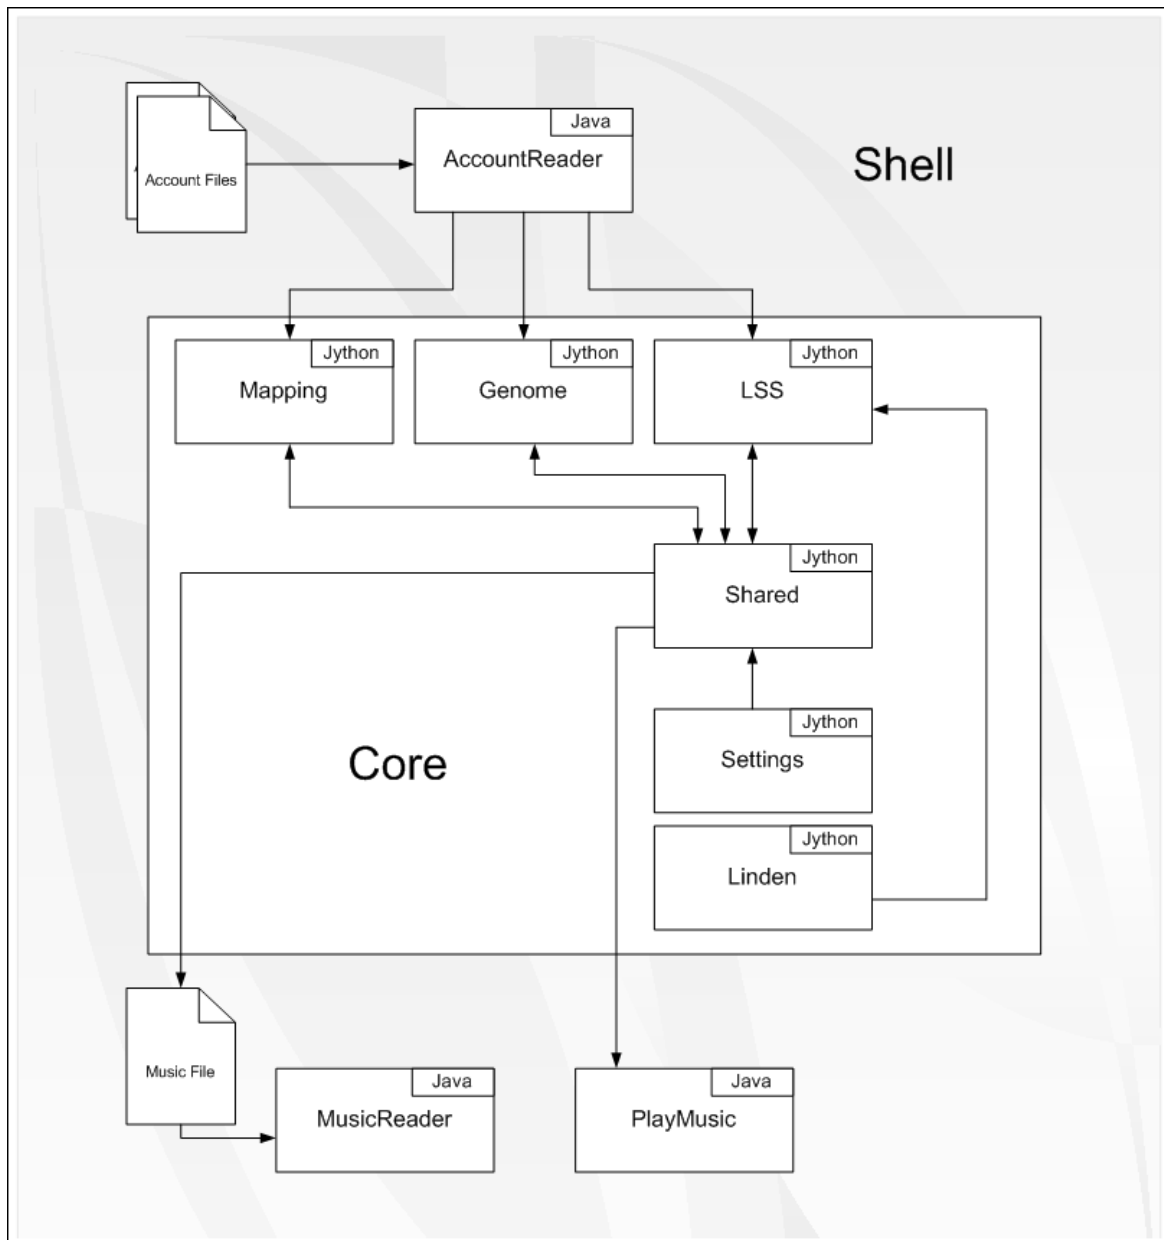 Java
AccountReader
Shell
Account Files
Jython
Mapping
Jython
Genome
Jython
LSS
Jython
Shared
Jython
Settings
Core
Jython
Linden
Music File
Java
MusicReader
Java
PlayMusic